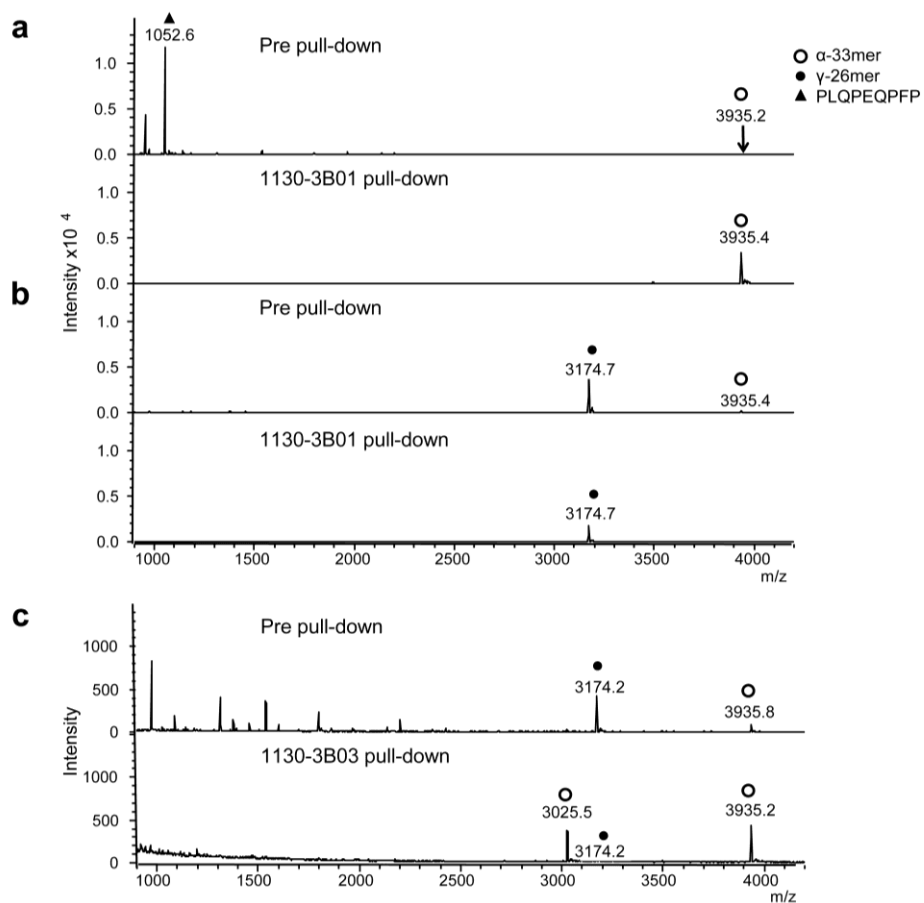 a
1052.6
Pre pull-down
α-33mer
γ-26mer
PLQPEQPFP
3935.2
1.0
0.5
0.0
1130-3B01 pull-down
1.0
0.5
0.0
3935.4
Intensity x10 4
b
Pre pull-down
1.0
0.5
0.0
3174.7
3935.4
1130-3B01 pull-down
1.0
0.5
0.0
3174.7
1000 1500 2000 2500 3000 3500 4000
m/z
c
Pre pull-down
1000
500
0
3174.2
3935.8
Intensity
1130-3B03 pull-down
1000
500
0
3025.5
3174.2
3935.2
1000 1500 2000 2500 3000 3500 4000
m/z